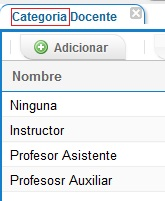 Categoria Docente
Adicionar
Nombre
Ninguna
Instructor
Profesor Asistente
Profesosr Auxiliar